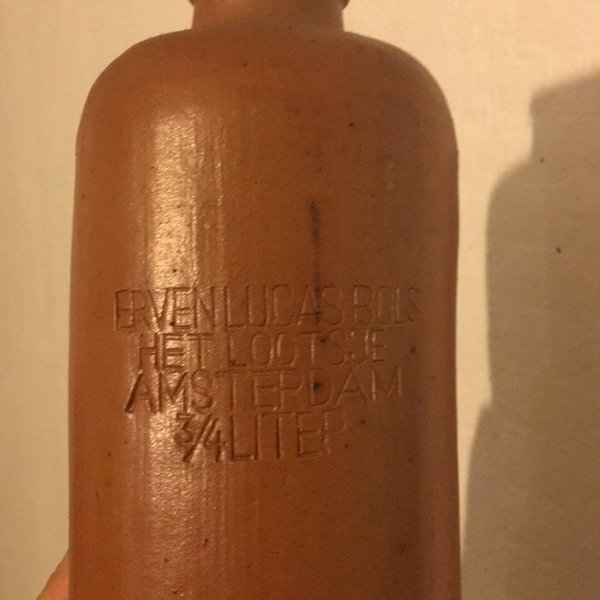 ERVEN LUCAS BOLS
HET LOOTSJE
AMSTERDAM
3/4 LITER